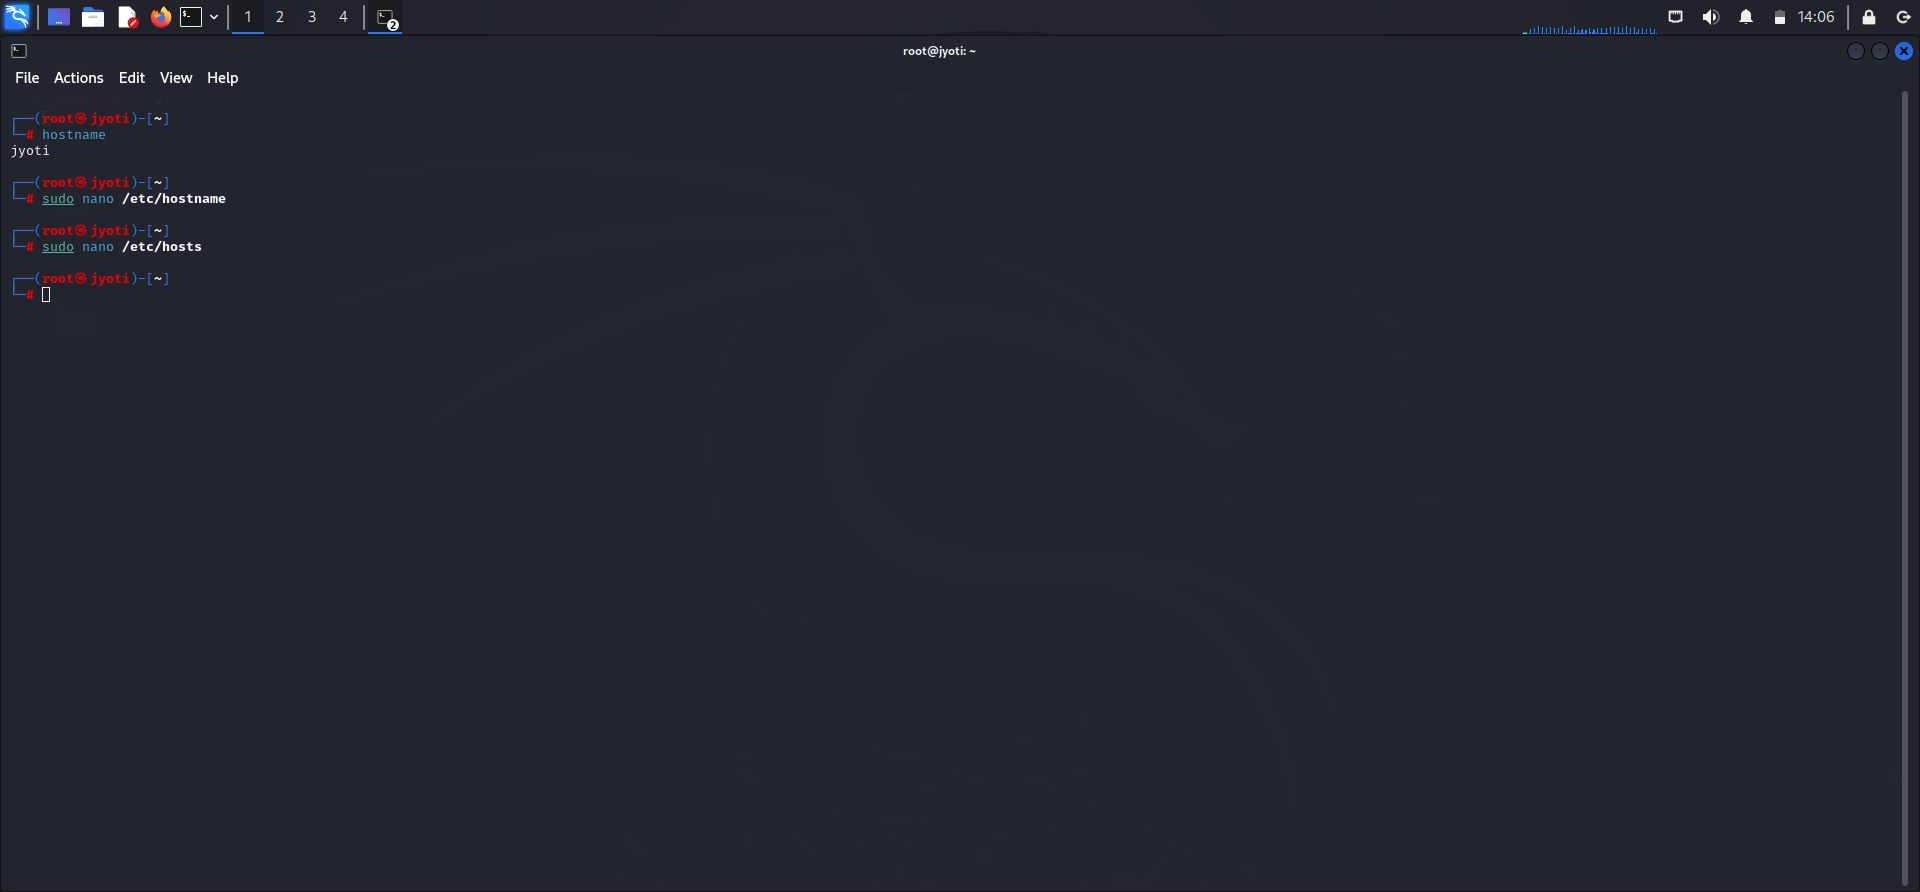 1 2 3 4 2 14:06
root@jyoti: ~
File Actions Edit View Help
┌──(root㉿jyoti)-[~]
└─# hostname
jyoti
┌──(root㉿jyoti)-[~]
└─# sudo nano /etc/hostname
┌──(root㉿jyoti)-[~]
└─# sudo nano /etc/hosts
┌──(root㉿jyoti)-[~]
└─#